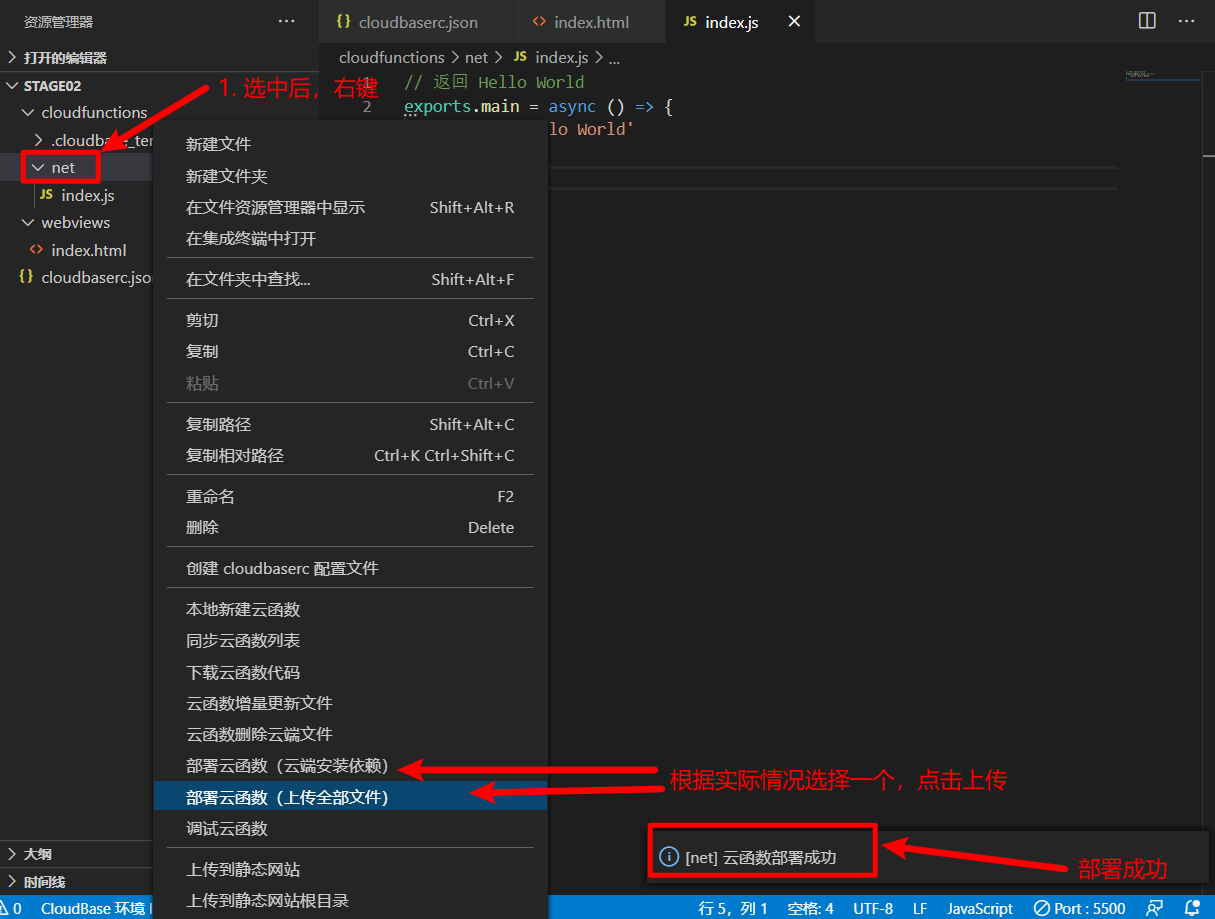 资源管理器 ···
{} cloudbaserc.json <> index.html JS index.js ×
打开的编辑器
STAGE02
cloudfunctions
.cloudbase_ter
net
JS index.js
webviews
<> index.html
{} cloudbaserc.jso
大纲
时间线
cloudfunctions > net > JS index.js > ...
1 // 返回 Hello World
2 exports.main = async () => {
lo World'
1. 选中后，右键
新建文件
新建文件夹
在文件资源管理器中显示 Shift+Alt+R
在集成终端中打开
在文件夹中查找... Shift+Alt+F
剪切 Ctrl+X
复制 Ctrl+C
粘贴 Ctrl+V
复制路径 Shift+Alt+C
复制相对路径 Ctrl+K Ctrl+Shift+C
重命名 F2
删除 Delete
创建 cloudbaserc 配置文件
本地新建云函数
同步云函数列表
下载云函数代码
云函数增量更新文件
云函数删除云端文件
部署云函数（云端安装依赖）
部署云函数（上传全部文件）
调试云函数
上传到静态网站
上传到静态网站根目录
根据实际情况选择一个，点击上传
[net] 云函数部署成功
部署成功
0 CloudBase 环境 行 5，列 1 空格: 4 UTF-8 LF JavaScript Port : 5500